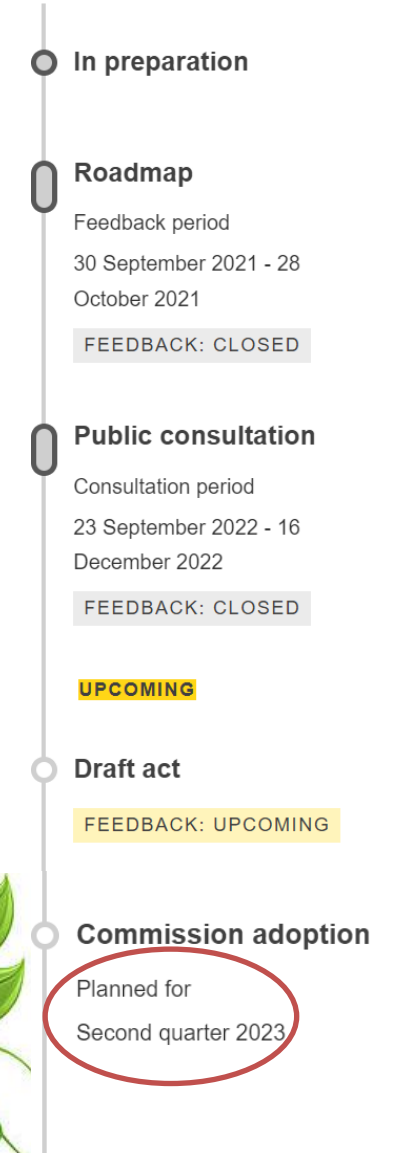 In preparation
Roadmap
Feedback period
30 September 2021 - 28
October 2021
FEEDBACK: CLOSED
Public consultation
Consultation period
23 September 2022 - 16
December 2022
FEEDBACK: CLOSED
UPCOMING
Draft act
FEEDBACK: UPCOMING
Commission adoption
Planned for
Second quarter 2023